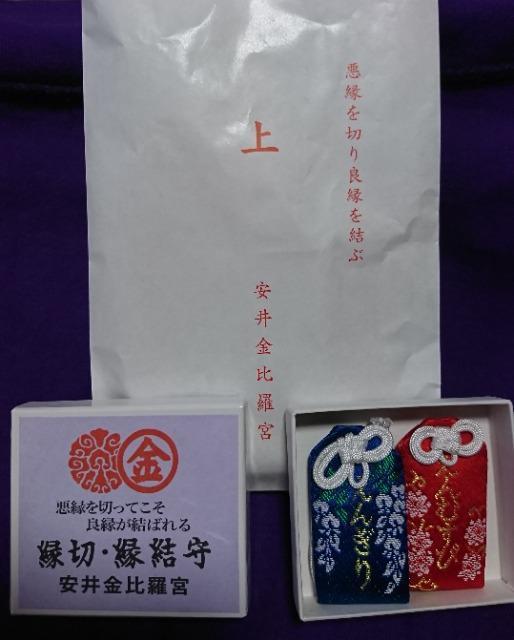 悪縁を切り良縁を結ぶ
上
安井金比羅宮
金
悪縁を切ってこそ
良縁が結ばれる
縁切・縁結守
安井金比羅宮
えんぎり
えんむすび